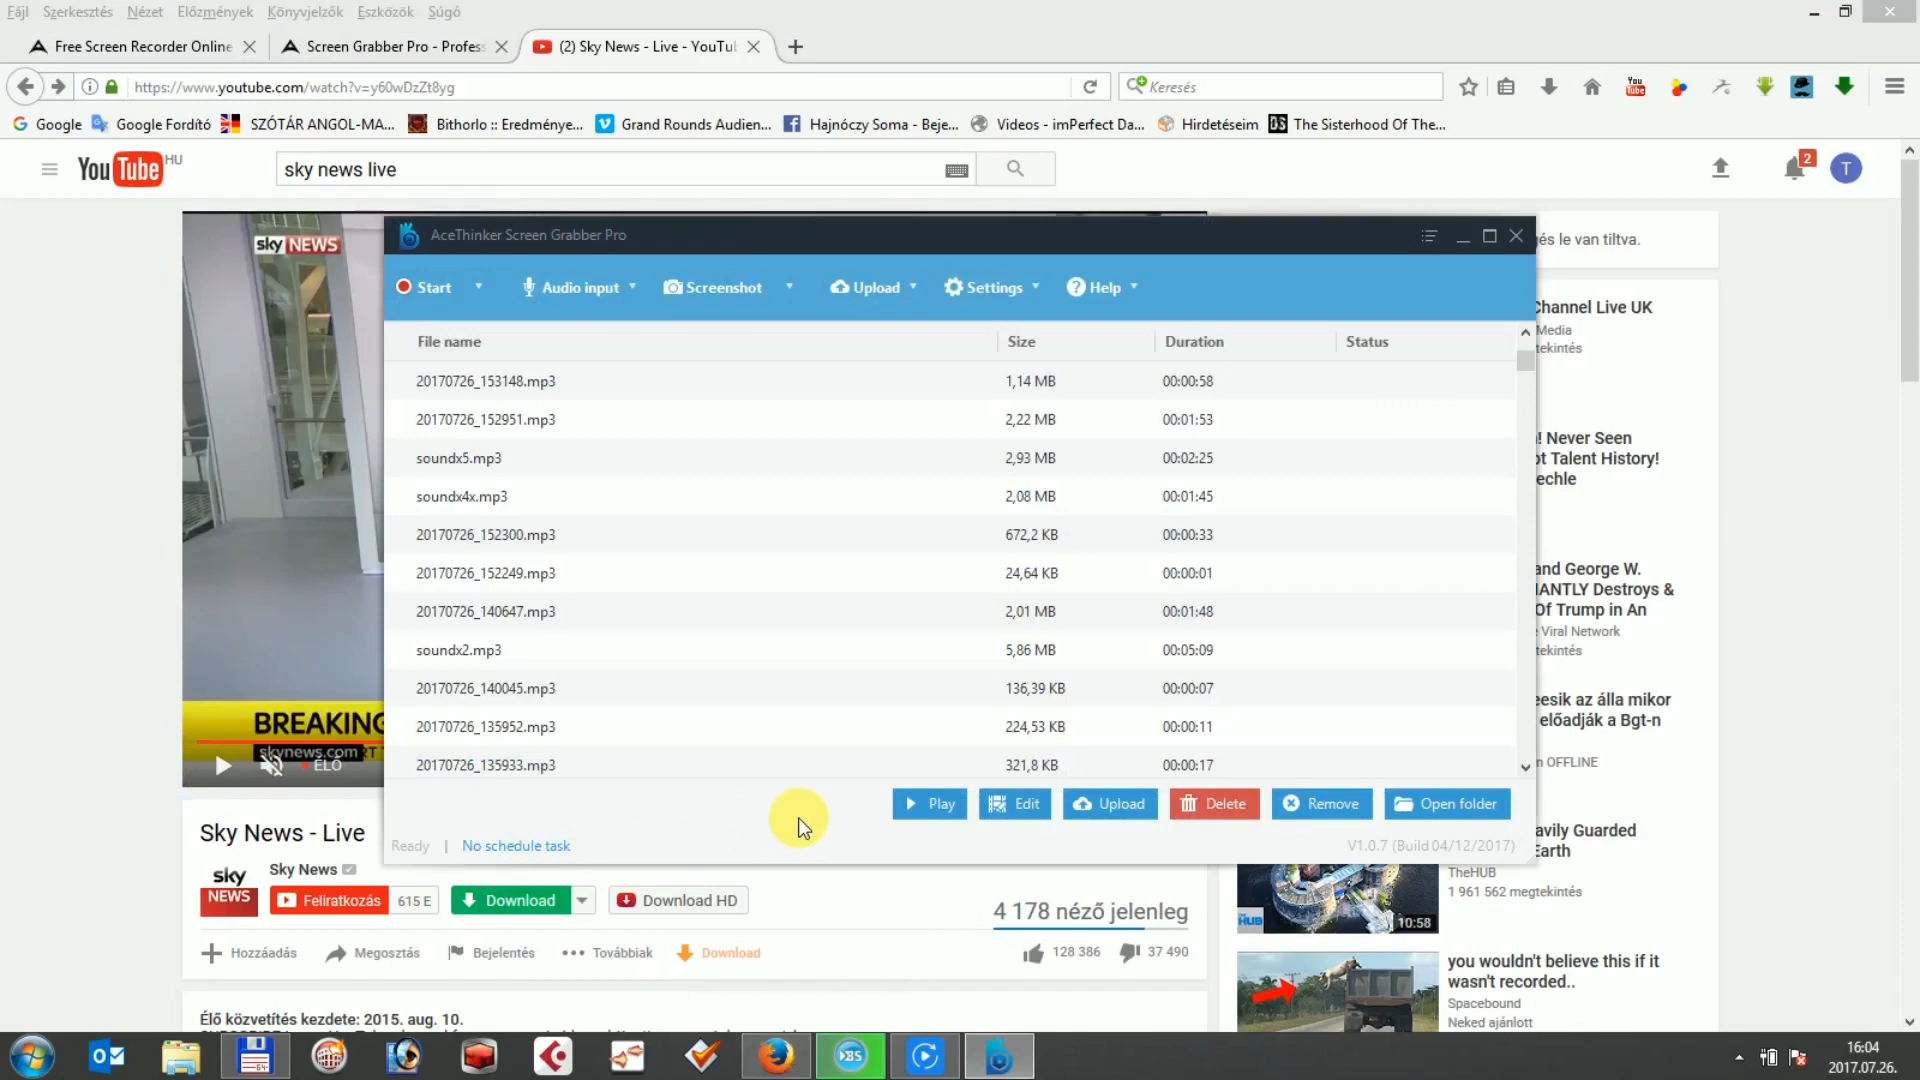 Fájl Szerkesztés Nézet Előzmények Könyvjelzők Eszközök Súgó
Free Screen Recorder Online
Screen Grabber Pro - Profes
(2) Sky News - Live - YouTu
https://www.youtube.com/watch?v=y60wDzZt8yg
Keresés
Google
Google Fordító
SZÓTÁR ANGOL-MA...
Bithorlo :: Eredménye...
Grand Rounds Audien...
Hajnóczy Soma - Beje...
Videos - imPerfect Da...
Hirdetéseim
The Sisterhood Of The...
YouTube HU
sky news live
2
T
sky NEWS
AceThinker Screen Grabber Pro
és le van tiltva.
Start
Audio input
Screenshot
Upload
Settings
Help
File name Size Duration Status
20170726_153148.mp3 1,14 MB 00:00:58
20170726_152951.mp3 2,22 MB 00:01:53
soundx5.mp3 2,93 MB 00:02:25
soundx4x.mp3 2,08 MB 00:01:45
20170726_152300.mp3 672,2 KB 00:00:33
20170726_152249.mp3 24,64 KB 00:00:01
20170726_140647.mp3 2,01 MB 00:01:48
soundx2.mp3 5,86 MB 00:05:09
20170726_140045.mp3 136,39 KB 00:00:07
20170726_135952.mp3 224,53 KB 00:00:11
20170726_135933.mp3 321,8 KB 00:00:17
Play
Edit
Upload
Delete
Remove
Open folder
Ready | No schedule task
V1.0.7 (Build 04/12/2017)
Channel Live UK
Media
tekintés
! Never Seen
ot Talent History!
echle
and George W.
IANTLY Destroys &
Of Trump in An
Viral Network
tekintés
eesik az álla mikor
előadják a Bgt-n
OFFLINE
avily Guarded
Earth
TheHUB
1 961 562 megtekintés
HUB
10:58
you wouldn't believe this if it
wasn't recorded..
Spacebound
Neked ajánlott
BREAKING
skynews.com
ÉLŐ
Sky News - Live
sky NEWS
Sky News
Feliratkozás 615 E
Download
Download HD
4 178 néző jelenleg
Hozzáadás
Megosztás
Bejelentés
Továbbiak
Download
128 386
37 490
Élő közvetítés kezdete: 2015. aug. 10.
16:04
2017.07.26.